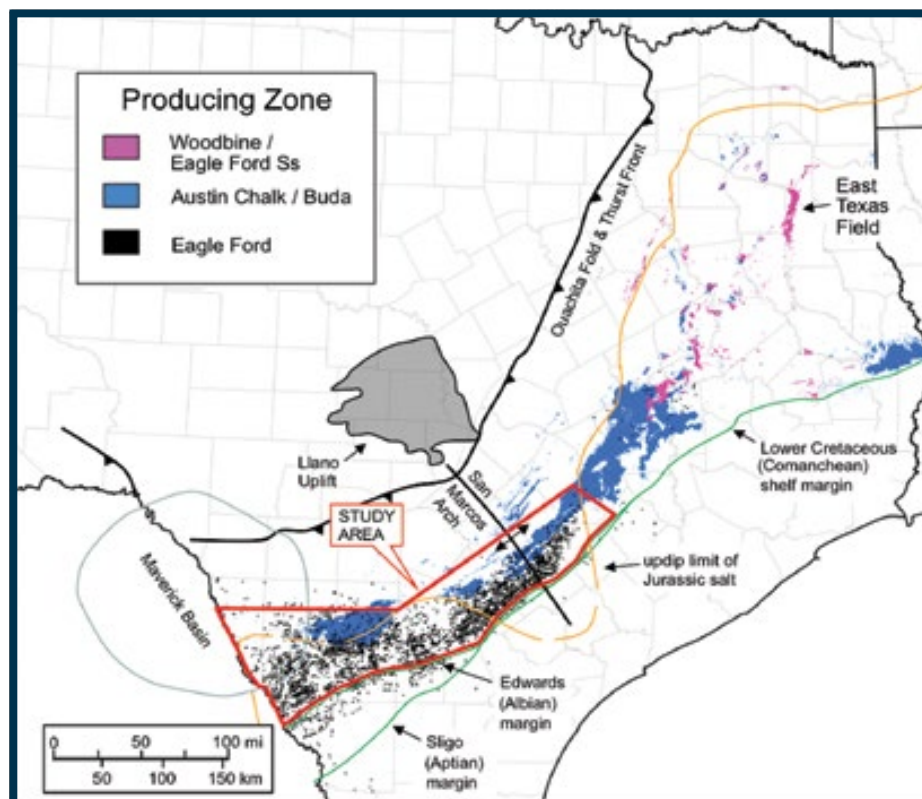 Producing Zone
Woodbine /
Eagle Ford Ss
Austin Chalk / Buda
Eagle Ford
Ouachita Fold & Thurst Front
East
Texas
Field
Llano
Uplift
San
Marcos
Arch
Lower Cretaceous
(Comanchean)
shelf margin
STUDY
AREA
Maverick Basin
updip limit of
Jurassic salt
Edwards
(Albian)
margin
Sligo
(Aptian)
margin
0 50 100 mi
50 100 150 km